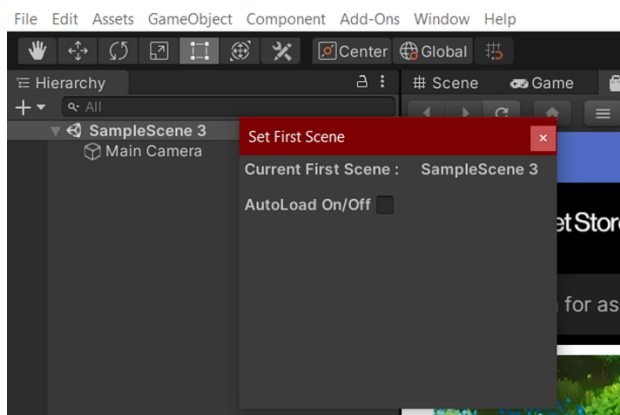 File Edit Assets GameObject Component Add-Ons Window Help
Center Global
Hierarchy
# Scene Game
All
SampleScene 3
Main Camera
Set First Scene
Current First Scene : SampleScene 3
AutoLoad On/Off
et Stor
for as